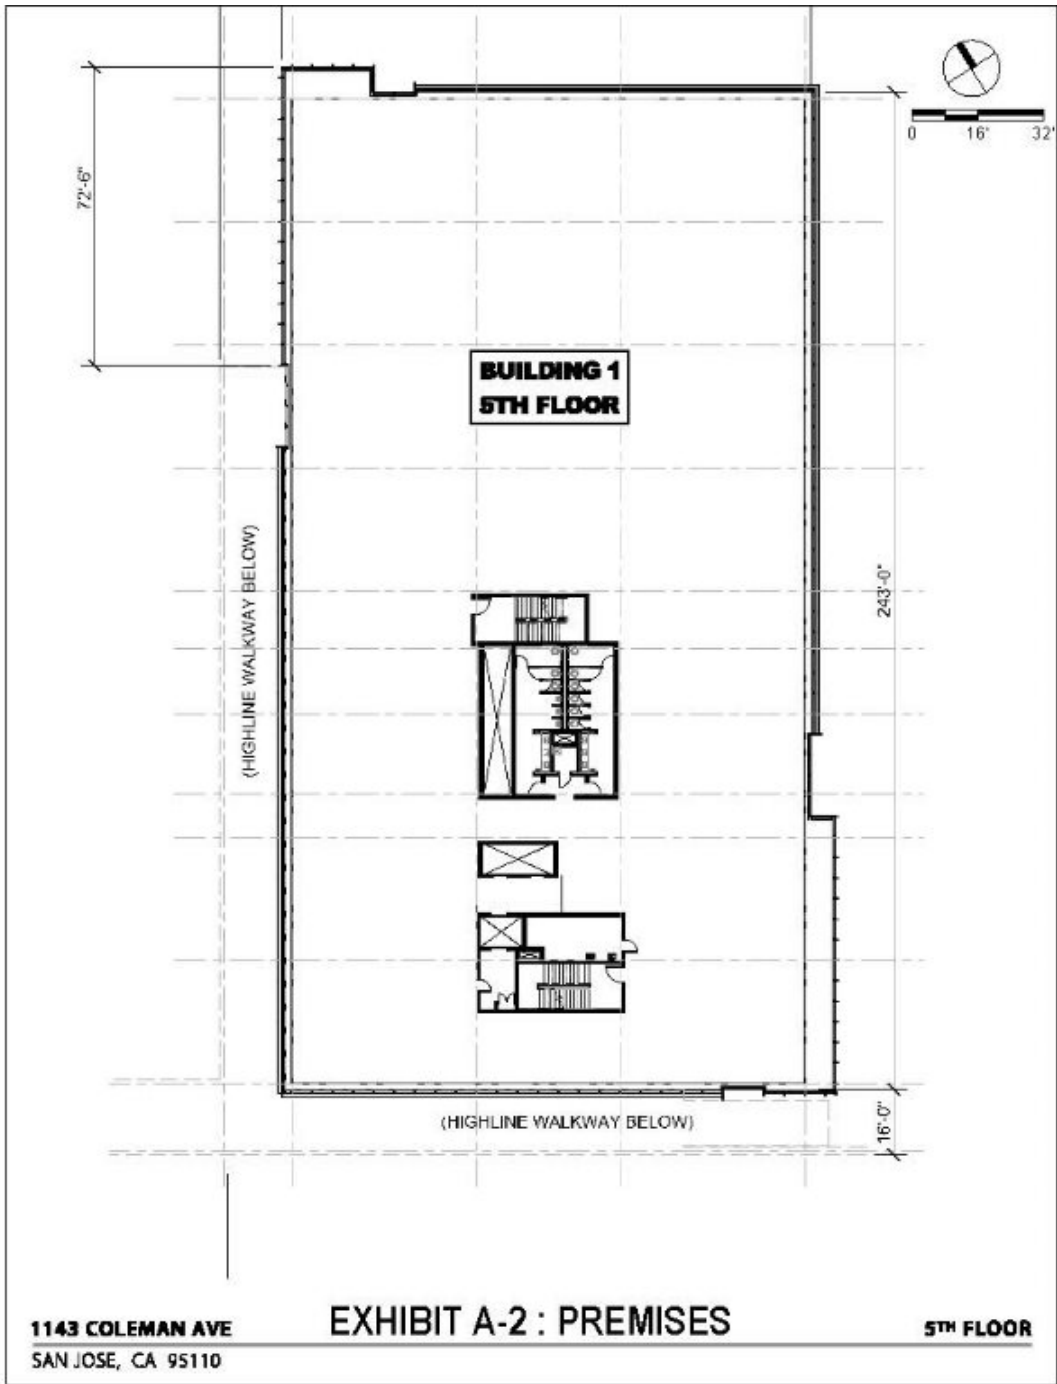 0 16' 32'
72'-6"
BUILDING 1
5TH FLOOR
(HIGHLINE WALKWAY BELOW)
243'-0"
(HIGHLINE WALKWAY BELOW)
16'-0"
1143 COLEMAN AVE
EXHIBIT A-2 : PREMISES
5TH FLOOR
SAN JOSE, CA 95110